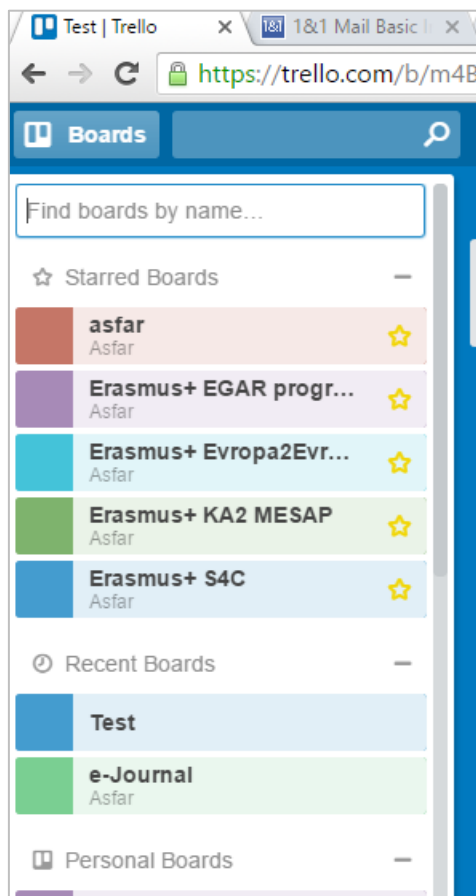 Test | Trello
1&1 1&1 Mail Basic
https://trello.com/b/m4B
Boards
Find boards by name...
Starred Boards
asfar
Asfar
Erasmus+ EGAR progr...
Asfar
Erasmus+ Evropa2Evr...
Asfar
Erasmus+ KA2 MESAP
Asfar
Erasmus+ S4C
Asfar
Recent Boards
Test
e-Journal
Asfar
Personal Boards